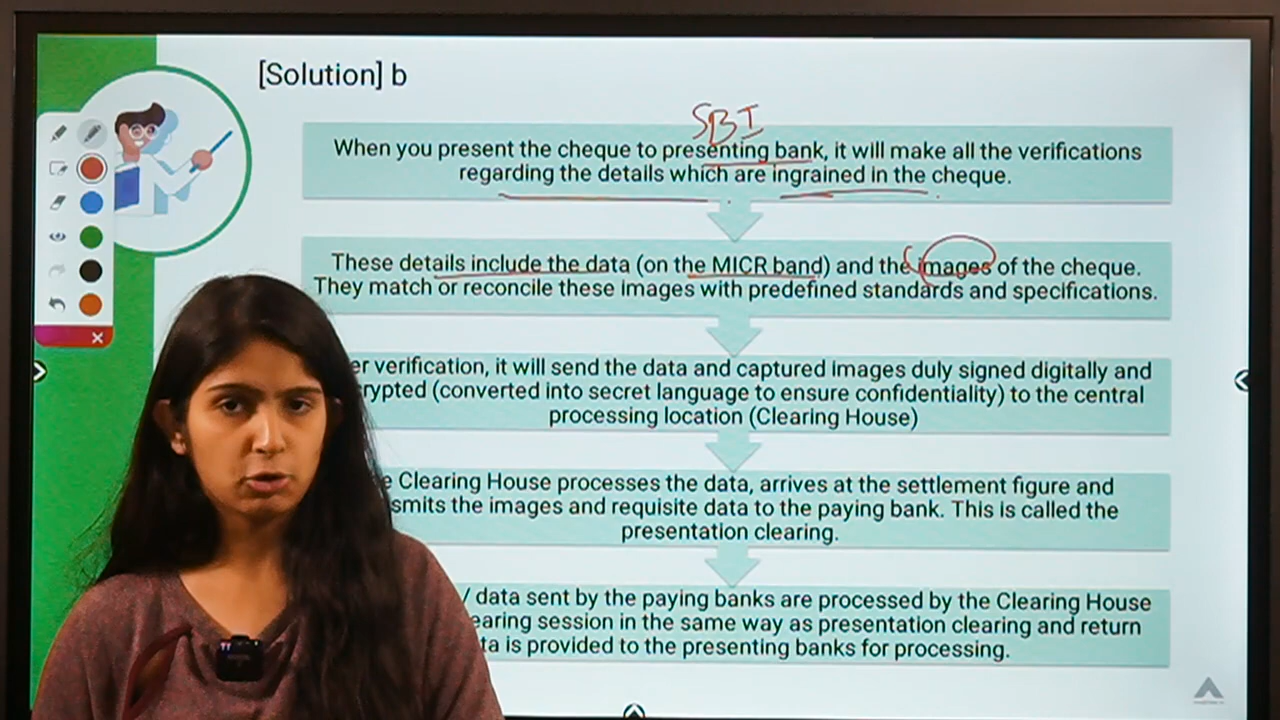 [Solution] b
SBI
When you present the cheque to presenting bank, it will make all the verifications
regarding the details which are ingrained in the cheque.
These details include the data (on the MICR band) and the images of the cheque.
They match or reconcile these images with predefined standards and specifications.
er verification, it will send the data and captured images duly signed digitally and
rypted (converted into secret language to ensure confidentiality) to the central
processing location (Clearing House)
e Clearing House processes the data, arrives at the settlement figure and
smits the images and requisite data to the paying bank. This is called the
presentation clearing.
/ data sent by the paying banks are processed by the Clearing House
earing session in the same way as presentation clearing and return
ta is provided to the presenting banks for processing.